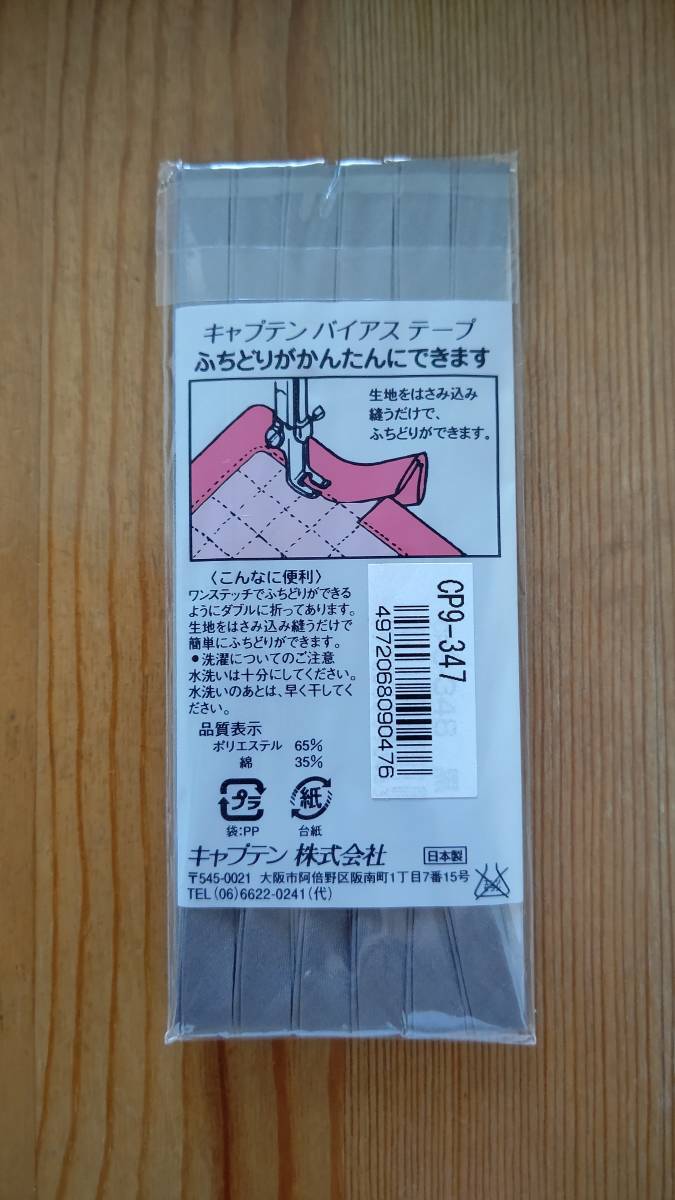 キャプテン バイアス テープ
ふちどりがかんたんにできます
生地をはさみ込み
縫うだけで、
ふちどりができます。
〈こんなに便利〉
ワンステッチでふちどりができる
ようにダブルに折ってあります。
生地をはさみ込み縫うだけで
簡単にふちどりができます。
●洗濯についてのご注意
水洗いは十分にしてください。
水洗いのあとは、早く干してく
ださい。
CP9-347
4972068090476
品質表示
ポリエステル 65%
綿 35%
プラ
袋:PP
紙
台紙
キャプテン 株式会社
日本製
〒545-0021 大阪市阿倍野区阪南町1丁目7番15号
TEL(06)6622-0241(代)